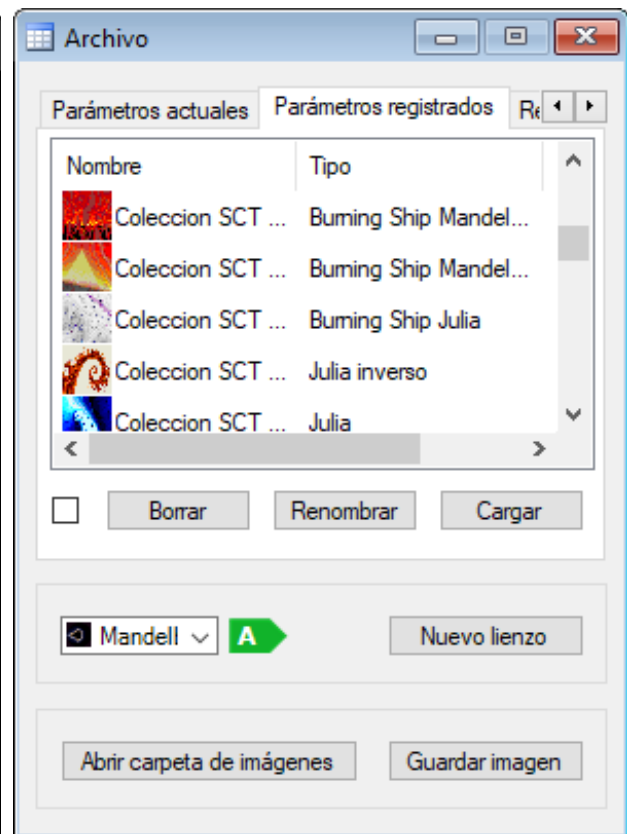 Archivo
Parámetros actuales Parámetros registrados Re
Nombre Tipo
Coleccion SCT ... Burning Ship Mandel...
Coleccion SCT ... Burning Ship Mandel...
Coleccion SCT ... Burning Ship Julia
Coleccion SCT ... Julia inverso
Coleccion SCT ... Julia
Borrar Renombrar Cargar
Mandell A Nuevo lienzo
Abrir carpeta de imágenes Guardar imagen